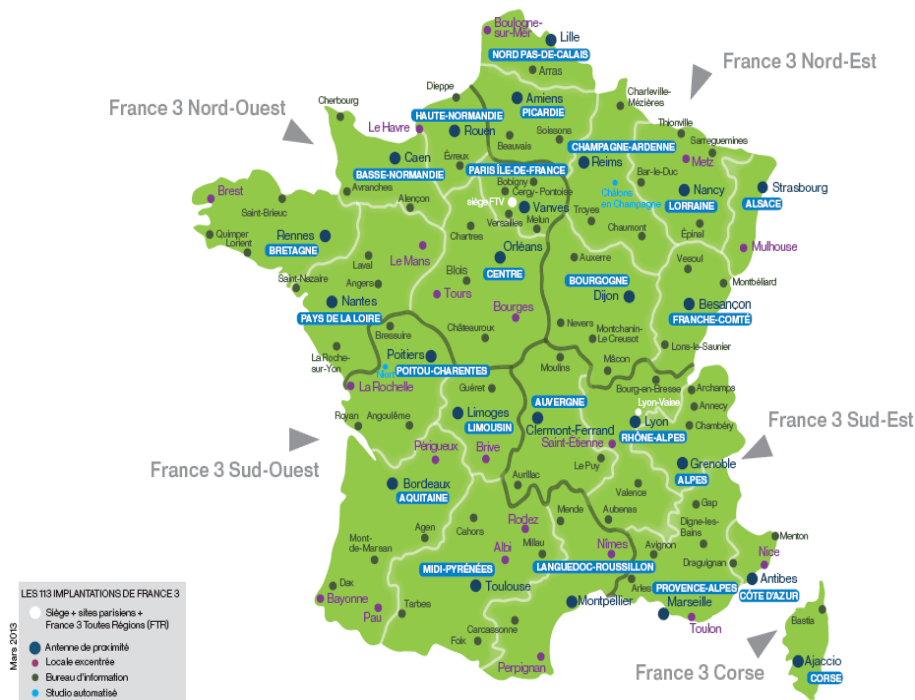 Boulogne-
sur-Mer
Lille
NORD PAS-DE-CALAIS
France 3 Nord-Est
Arras
Dieppe
Charleville-
Mézières
France 3 Nord-Ouest
Cherbourg
Amiens
PICARDIE
HAUTE-NORMANDIE
Thionville
Le Havre
Rouen
Soissons
Beauvais
CHAMPAGNE-ARDENNE
Sarreguemines
Metz
Caen
Évreux
PARIS ÎLE-DE-FRANCE
Reims
BASSE-NORMANDIE
Bobigny
Bar-le-Duc
Brest
Avranches
Cergy-Pontoise
Châlons
en Champagne
Nancy
Strasbourg
Saint-Brieuc
Alençon
siège FTV
Vanves
LORRAINE
ALSACE
Versailles
Melun
Troyes
Quimper
Lorient
Rennes
Chartres
Chaumont
Épinal
BRETAGNE
Le Mans
Orléans
Mulhouse
Laval
Auxerre
Vesoul
Saint-Nazaire
Angers
Blois
CENTRE
BOURGOGNE
Montbéliard
Nantes
Tours
Dijon
Besançon
PAYS DE LA LOIRE
Bourges
FRANCHE-COMTÉ
Bressuire
Châteauroux
Nevers
Montchanin-
Le Creusot
Lons-le-Saunier
La Roche-
sur-Yon
Poitiers
Moulins
Mâcon
Niort
POITOU-CHARENTES
La Rochelle
Guéret
AUVERGNE
Bourg-en-Bresse
Archamps
Lyon-Vaise
Annecy
Royan
Angoulême
Limoges
Clermont-Ferrand
Lyon
Chambéry
France 3 Sud-Est
LIMOUSIN
RHÔNE-ALPES
Saint-Étienne
France 3 Sud-Ouest
Périgueux
Brive
Le Puy
Grenoble
ALPES
Bordeaux
Aurillac
Valence
AQUITAINE
Mende
Aubenas
Gap
Agen
Cahors
Rodez
Digne-les-
Bains
Mont-
de-Marsan
Albi
Millau
Nîmes
Avignon
Menton
Nice
Draguignan
MIDI-PYRÉNÉES
LANGUEDOC-ROUSSILLON
Dax
Toulouse
Arles
PROVENCE-ALPES
Antibes
CÔTE D'AZUR
Bayonne
Montpellier
Marseille
Pau
Tarbes
Toulon
Bastia
Carcassonne
Foix
Perpignan
France 3 Corse
Ajaccio
CORSE
LES 113 IMPLANTATIONS DE FRANCE 3
Siège + sites parisiens +
France 3 Toutes Régions (FTR)
Antenne de proximité
Locale excentrée
Bureau d'information
Studio automatisé
Mars 2013